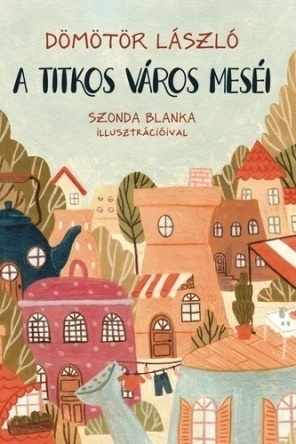 DÖMÖTÖR LÁSZLÓ
A TITKOS VÁROS MESÉI
SZONDA BLANKA
ILLUSZTRÁCIÓIVAL